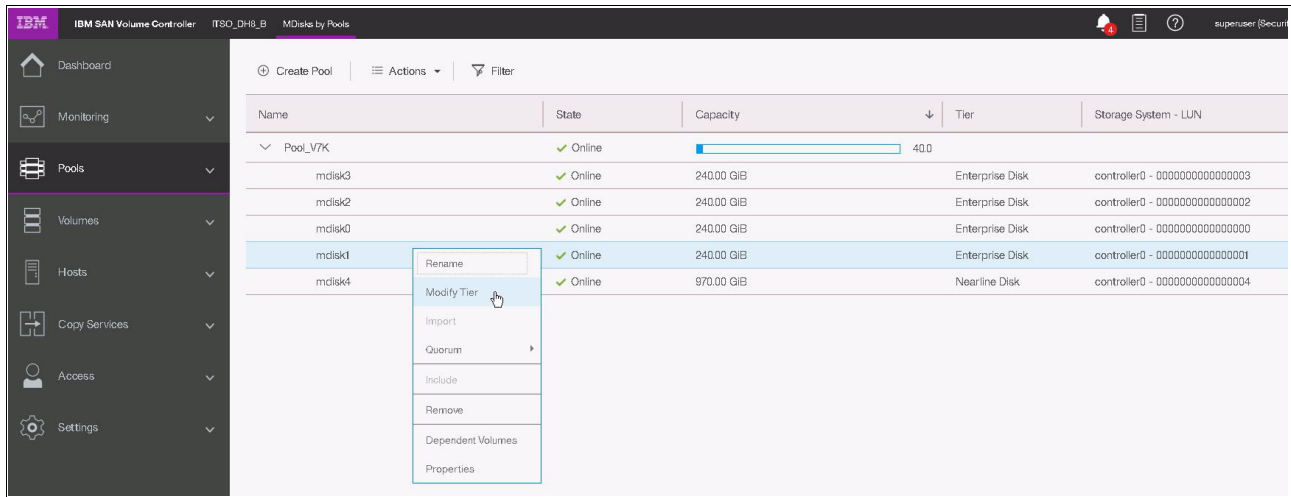 IBM IBM SAN Volume Controller ITSO_DH8_B MDisks by Pools 4 ? superuser (Securit
Dashboard
Monitoring
Pools
Volumes
Hosts
Copy Services
Access
Settings
Create Pool Actions Filter
Name State Capacity Tier Storage System - LUN
Pool_V7K Online 40.0
mdisk3 Online 240.00 GiB Enterprise Disk controller0 - 0000000000000003
mdisk2 Online 240.00 GiB Enterprise Disk controller0 - 0000000000000002
mdisk0 Online 240.00 GiB Enterprise Disk controller0 - 0000000000000000
mdisk1 Online 240.00 GiB Enterprise Disk controller0 - 0000000000000001
mdisk4 Online 970.00 GiB Nearline Disk controller0 - 0000000000000004
Rename
Modify Tier
Import
Quorum
Include
Remove
Dependent Volumes
Properties